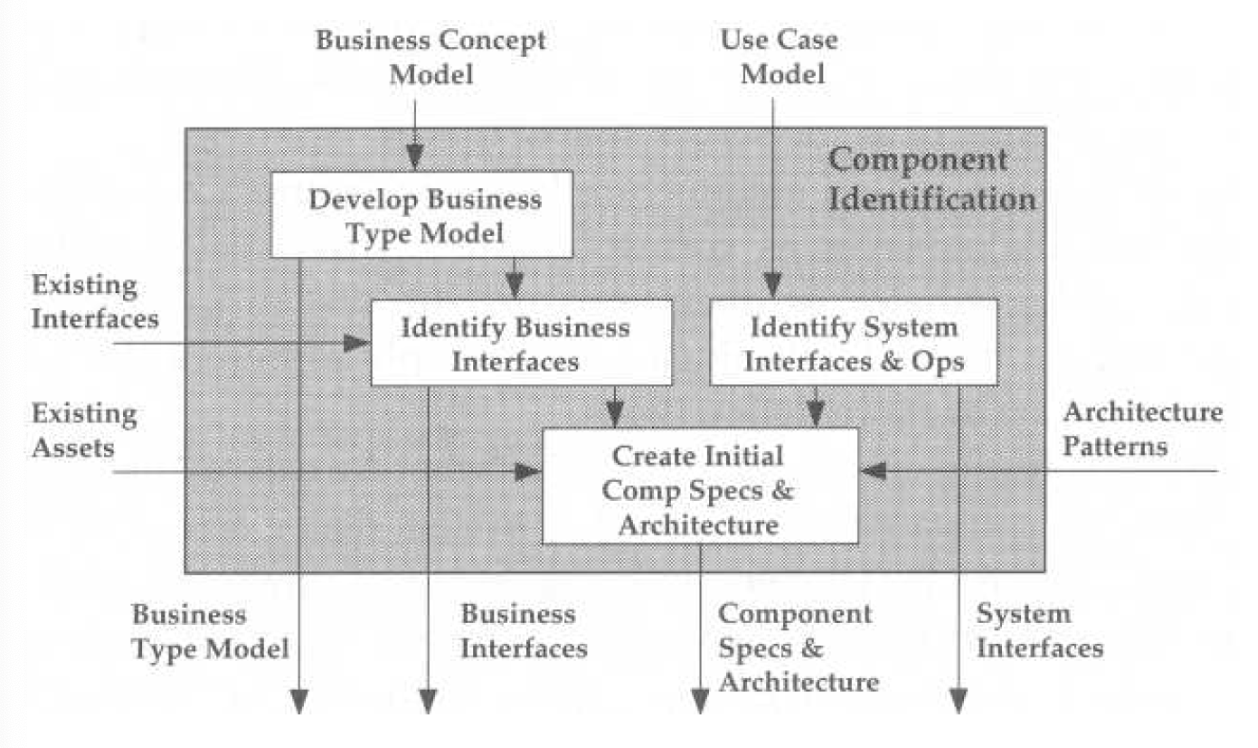 Business Concept
Model
Use Case
Model
Component
Identification
Develop Business
Type Model
Existing
Interfaces
Identify Business
Interfaces
Identify System
Interfaces & Ops
Existing
Assets
Architecture
Patterns
Create Initial
Comp Specs &
Architecture
Business
Type Model
Business
Interfaces
Component
Specs &
Architecture
System
Interfaces